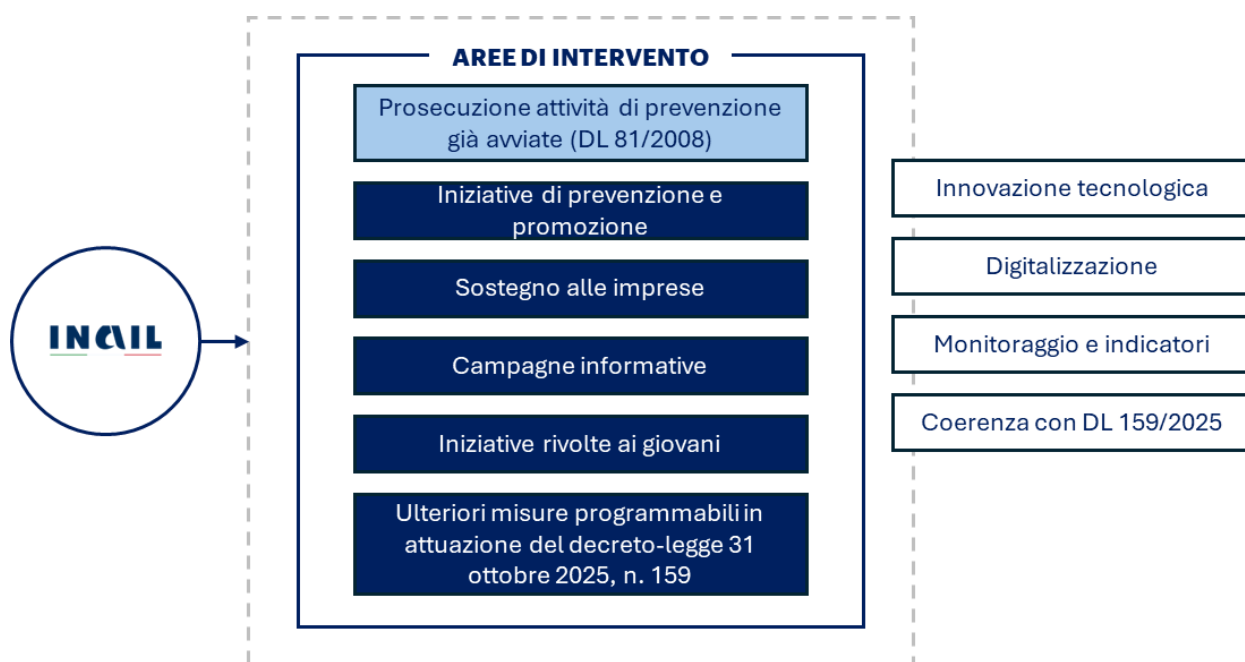 AREE DI INTERVENTO
Prosecuzione attività di prevenzione
già avviate (DL 81/2008)
Iniziative di prevenzione e
promozione
Sostegno alle imprese
Campagne informative
Iniziative rivolte ai giovani
Ulteriori misure programmabili in
attuazione del decreto-legge 31
ottobre 2025, n. 159
INAIL
Innovazione tecnologica
Digitalizzazione
Monitoraggio e indicatori
Coerenza con DL 159/2025